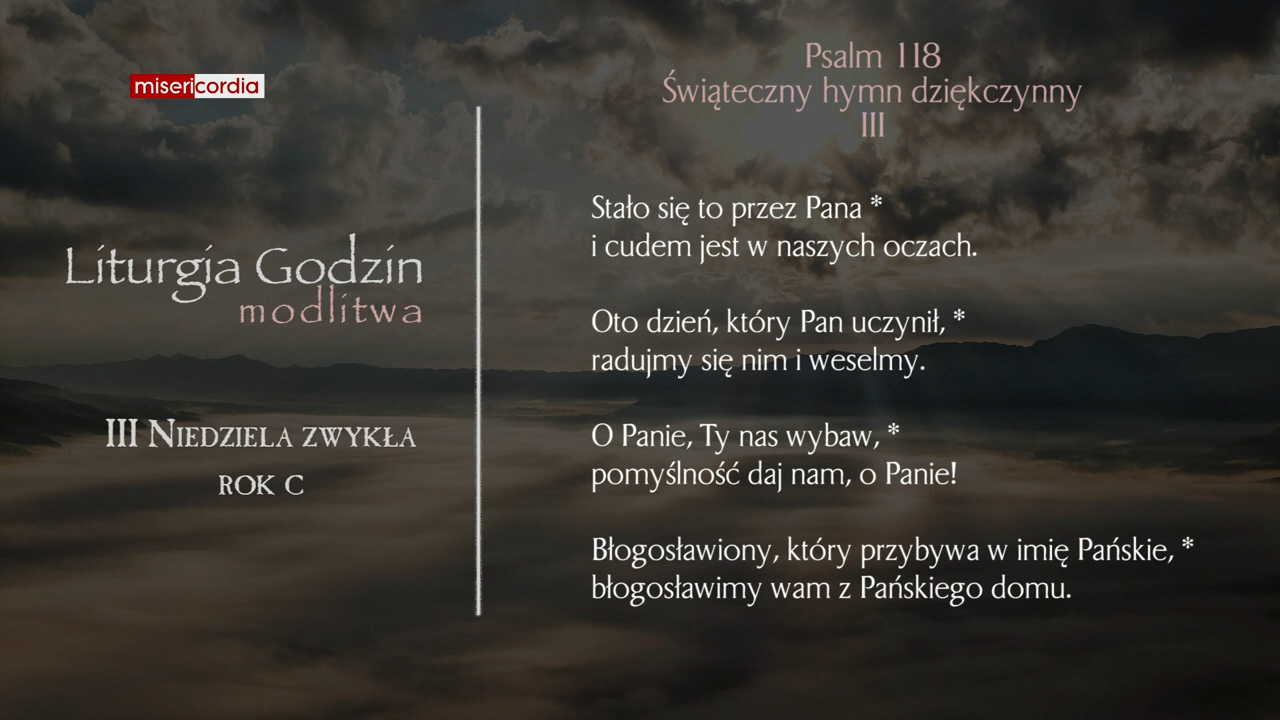 misericordia
Liturgia Godzin
modlitwa
III Niedziela zwykła
rok C
Psalm 118
Świąteczny hymn dziękczynny
III
Stało się to przez Pana *
i cudem jest w naszych oczach.
Oto dzień, który Pan uczynił, *
radujmy się nim i weselmy.
O Panie, Ty nas wybaw, *
pomyślność daj nam, o Panie!
Błogosławiony, który przybywa w imię Pańskie, *
błogosławimy wam z Pańskiego domu.